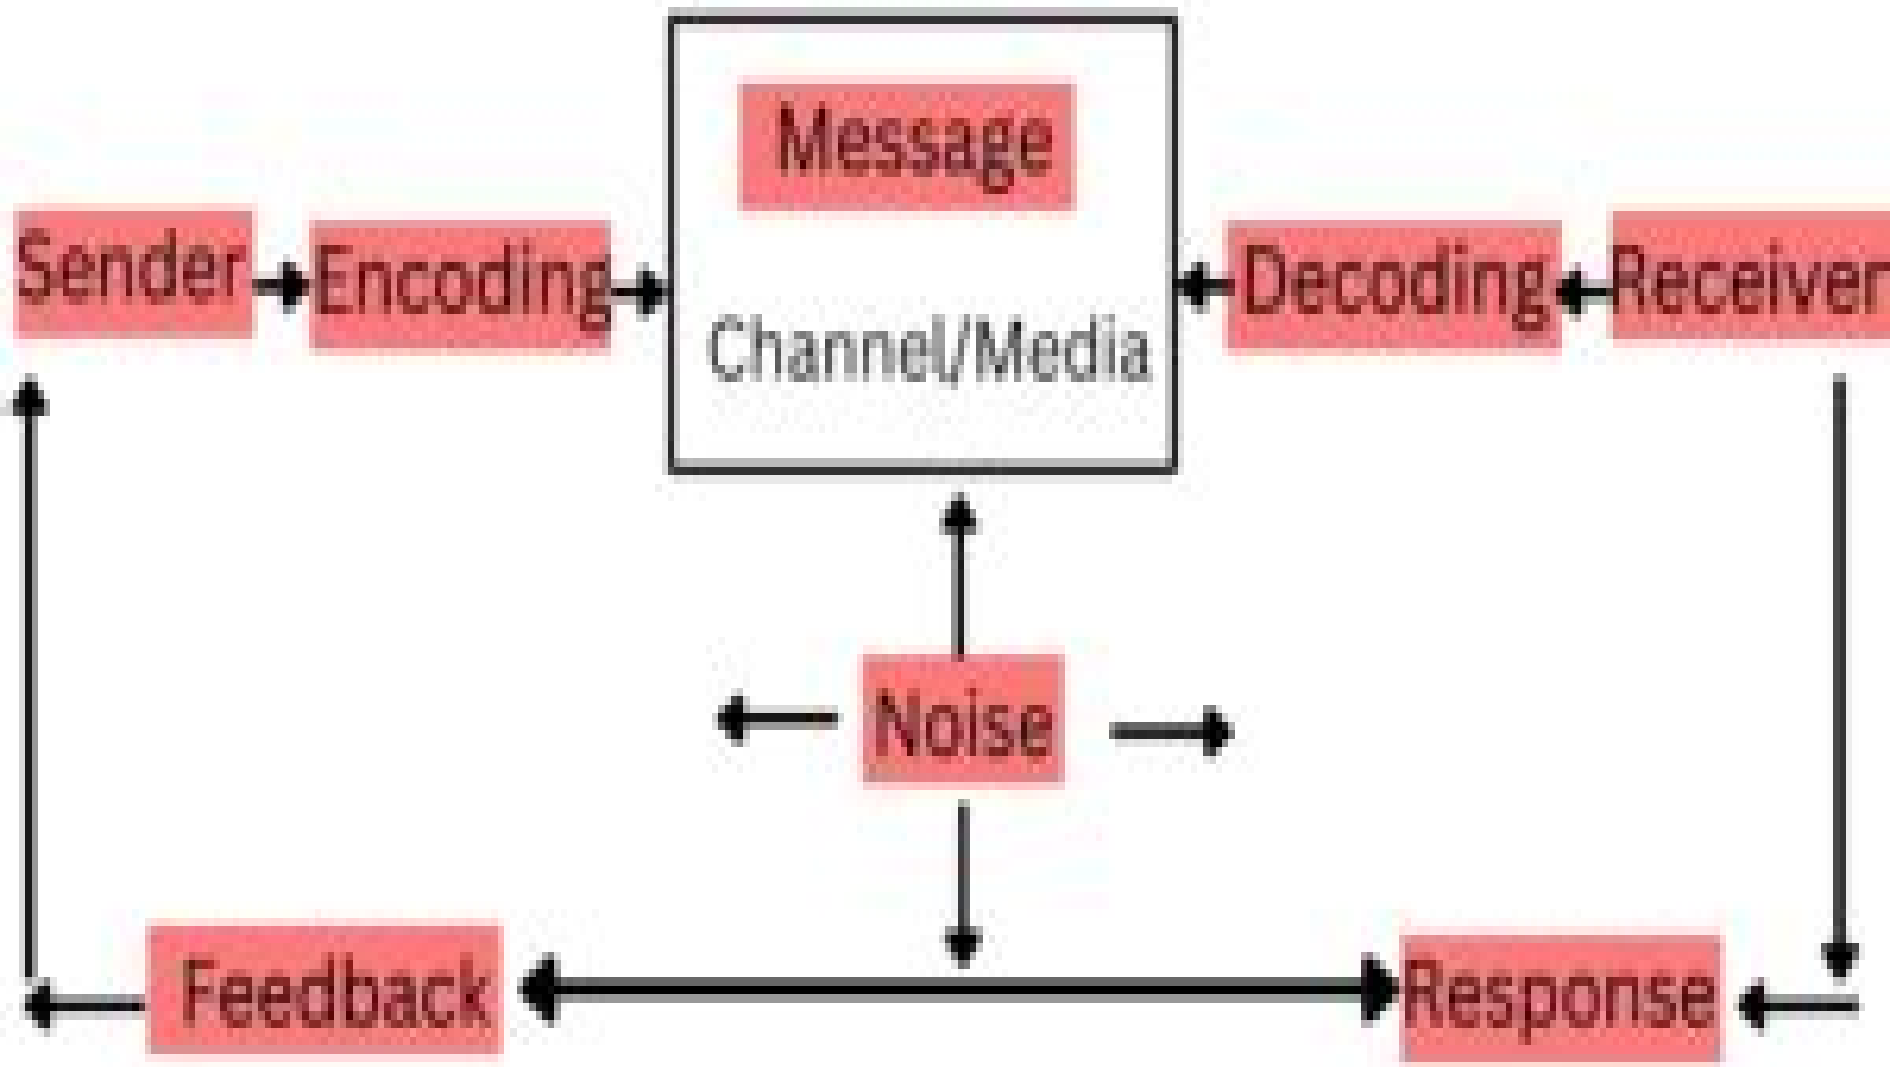 Message
Sender
Encoding
Decoding
Receiver
Channel/Media
Noise
Feedback
Response